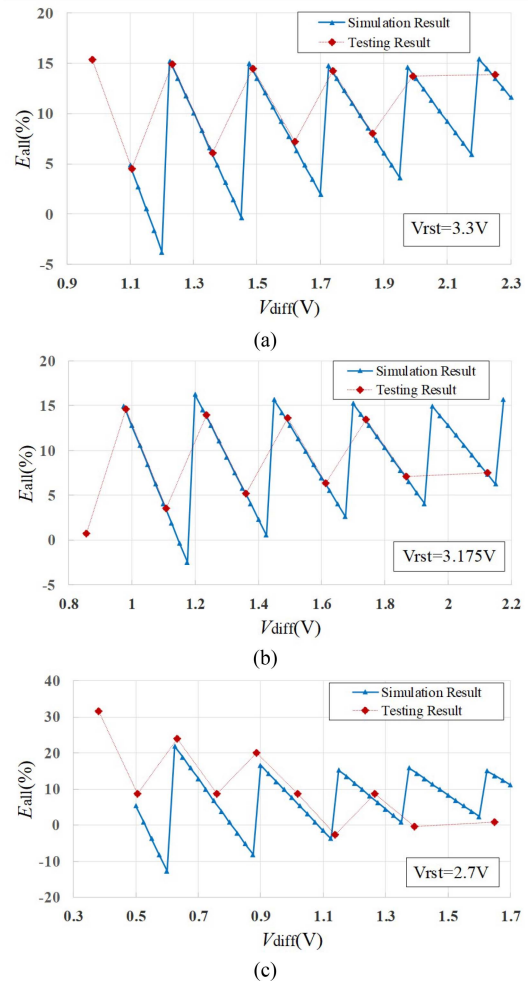 Simulation Result
Testing Result
20
15
10
5
0
-5
Eall(%)
Vrst=3.3V
0.9 1.1 1.3 1.5 1.7 1.9 2.1 2.3
Vdiff(V)
(a)
Simulation Result
Testing Result
20
15
10
5
0
-5
Eall(%)
Vrst=3.175V
0.8 1 1.2 1.4 1.6 1.8 2 2.2
Vdiff(V)
(b)
Simulation Result
Testing Result
40
30
20
10
0
-10
-20
Eall(%)
Vrst=2.7V
0.3 0.5 0.7 0.9 1.1 1.3 1.5 1.7
Vdiff(V)
(c)